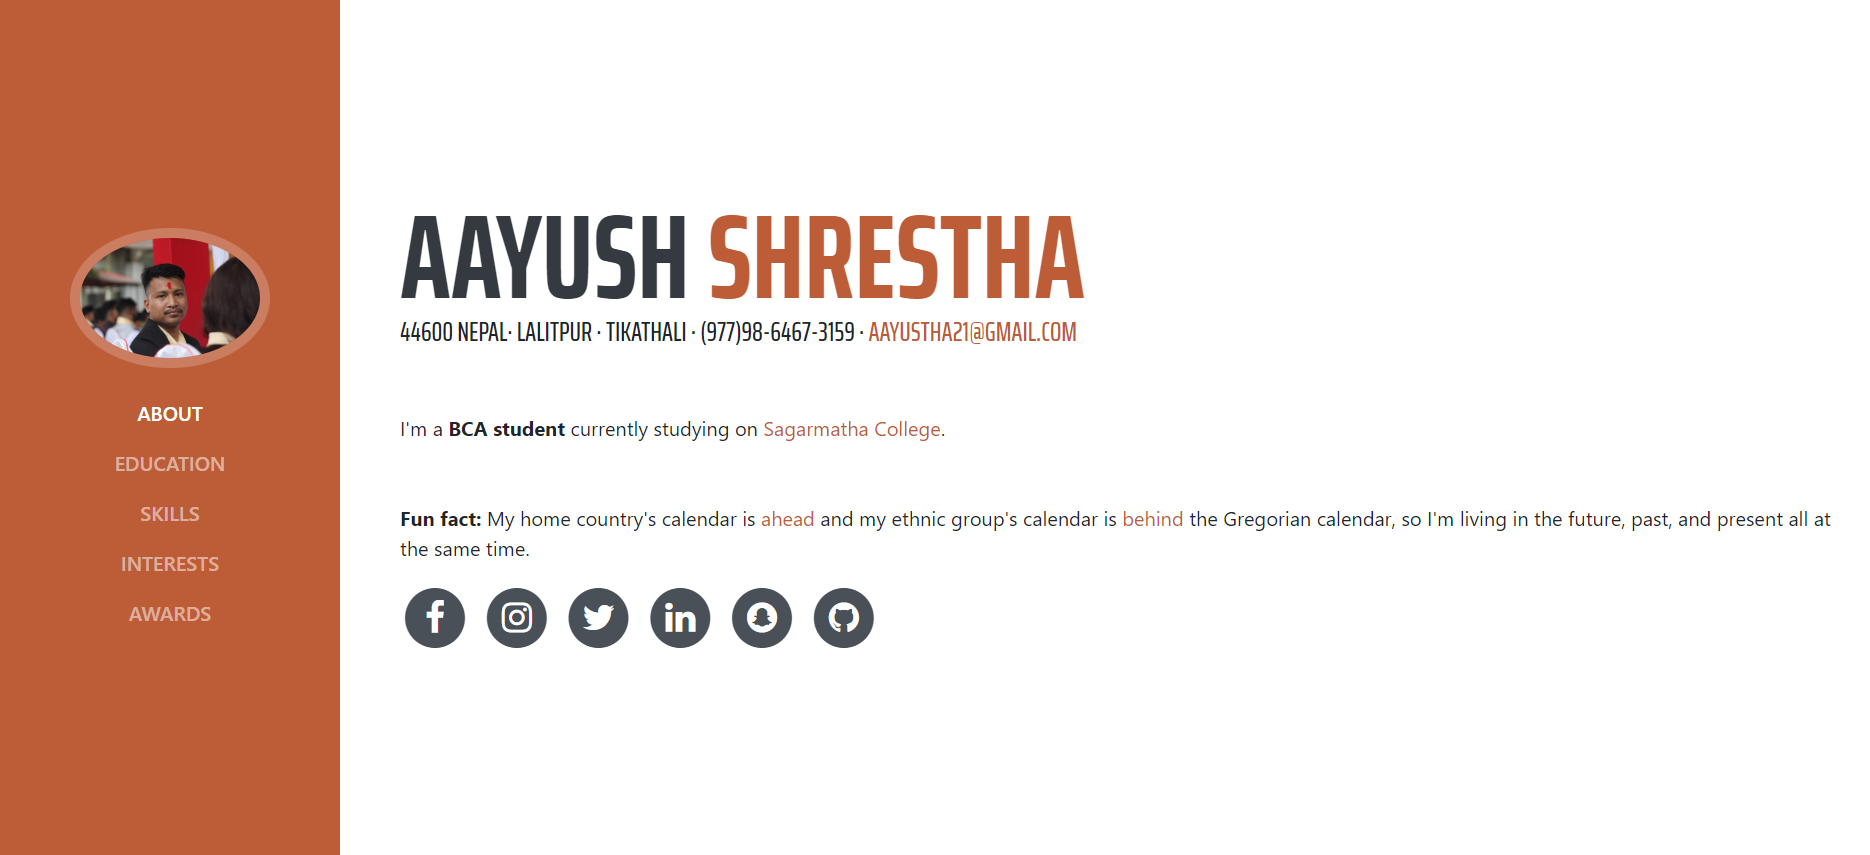 ABOUT
EDUCATION
SKILLS
INTERESTS
AWARDS
AAYUSH SHRESTHA
44600 NEPAL· LALITPUR · TIKATHALI · (977)98-6467-3159 · AAYUSTHA21@GMAIL.COM
I'm a BCA student currently studying on Sagarmatha College.
Fun fact: My home country's calendar is ahead and my ethnic group's calendar is behind the Gregorian calendar, so I'm living in the future, past, and present all at
the same time.